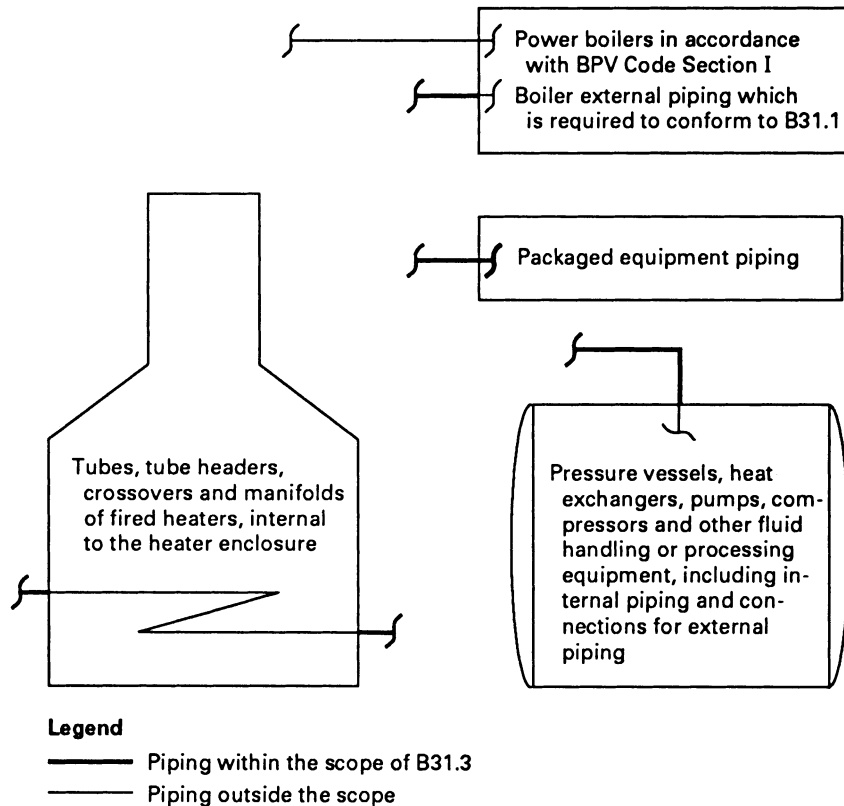 Power boilers in accordance
with BPV Code Section I
Boiler external piping which
is required to conform to B31.1
Packaged equipment piping
Tubes, tube headers,
crossovers and manifolds
of fired heaters, internal
to the heater enclosure
Pressure vessels, heat
exchangers, pumps, com-
pressors and other fluid
handling or processing
equipment, including in-
ternal piping and con-
nections for external
piping
Legend
Piping within the scope of B31.3
Piping outside the scope